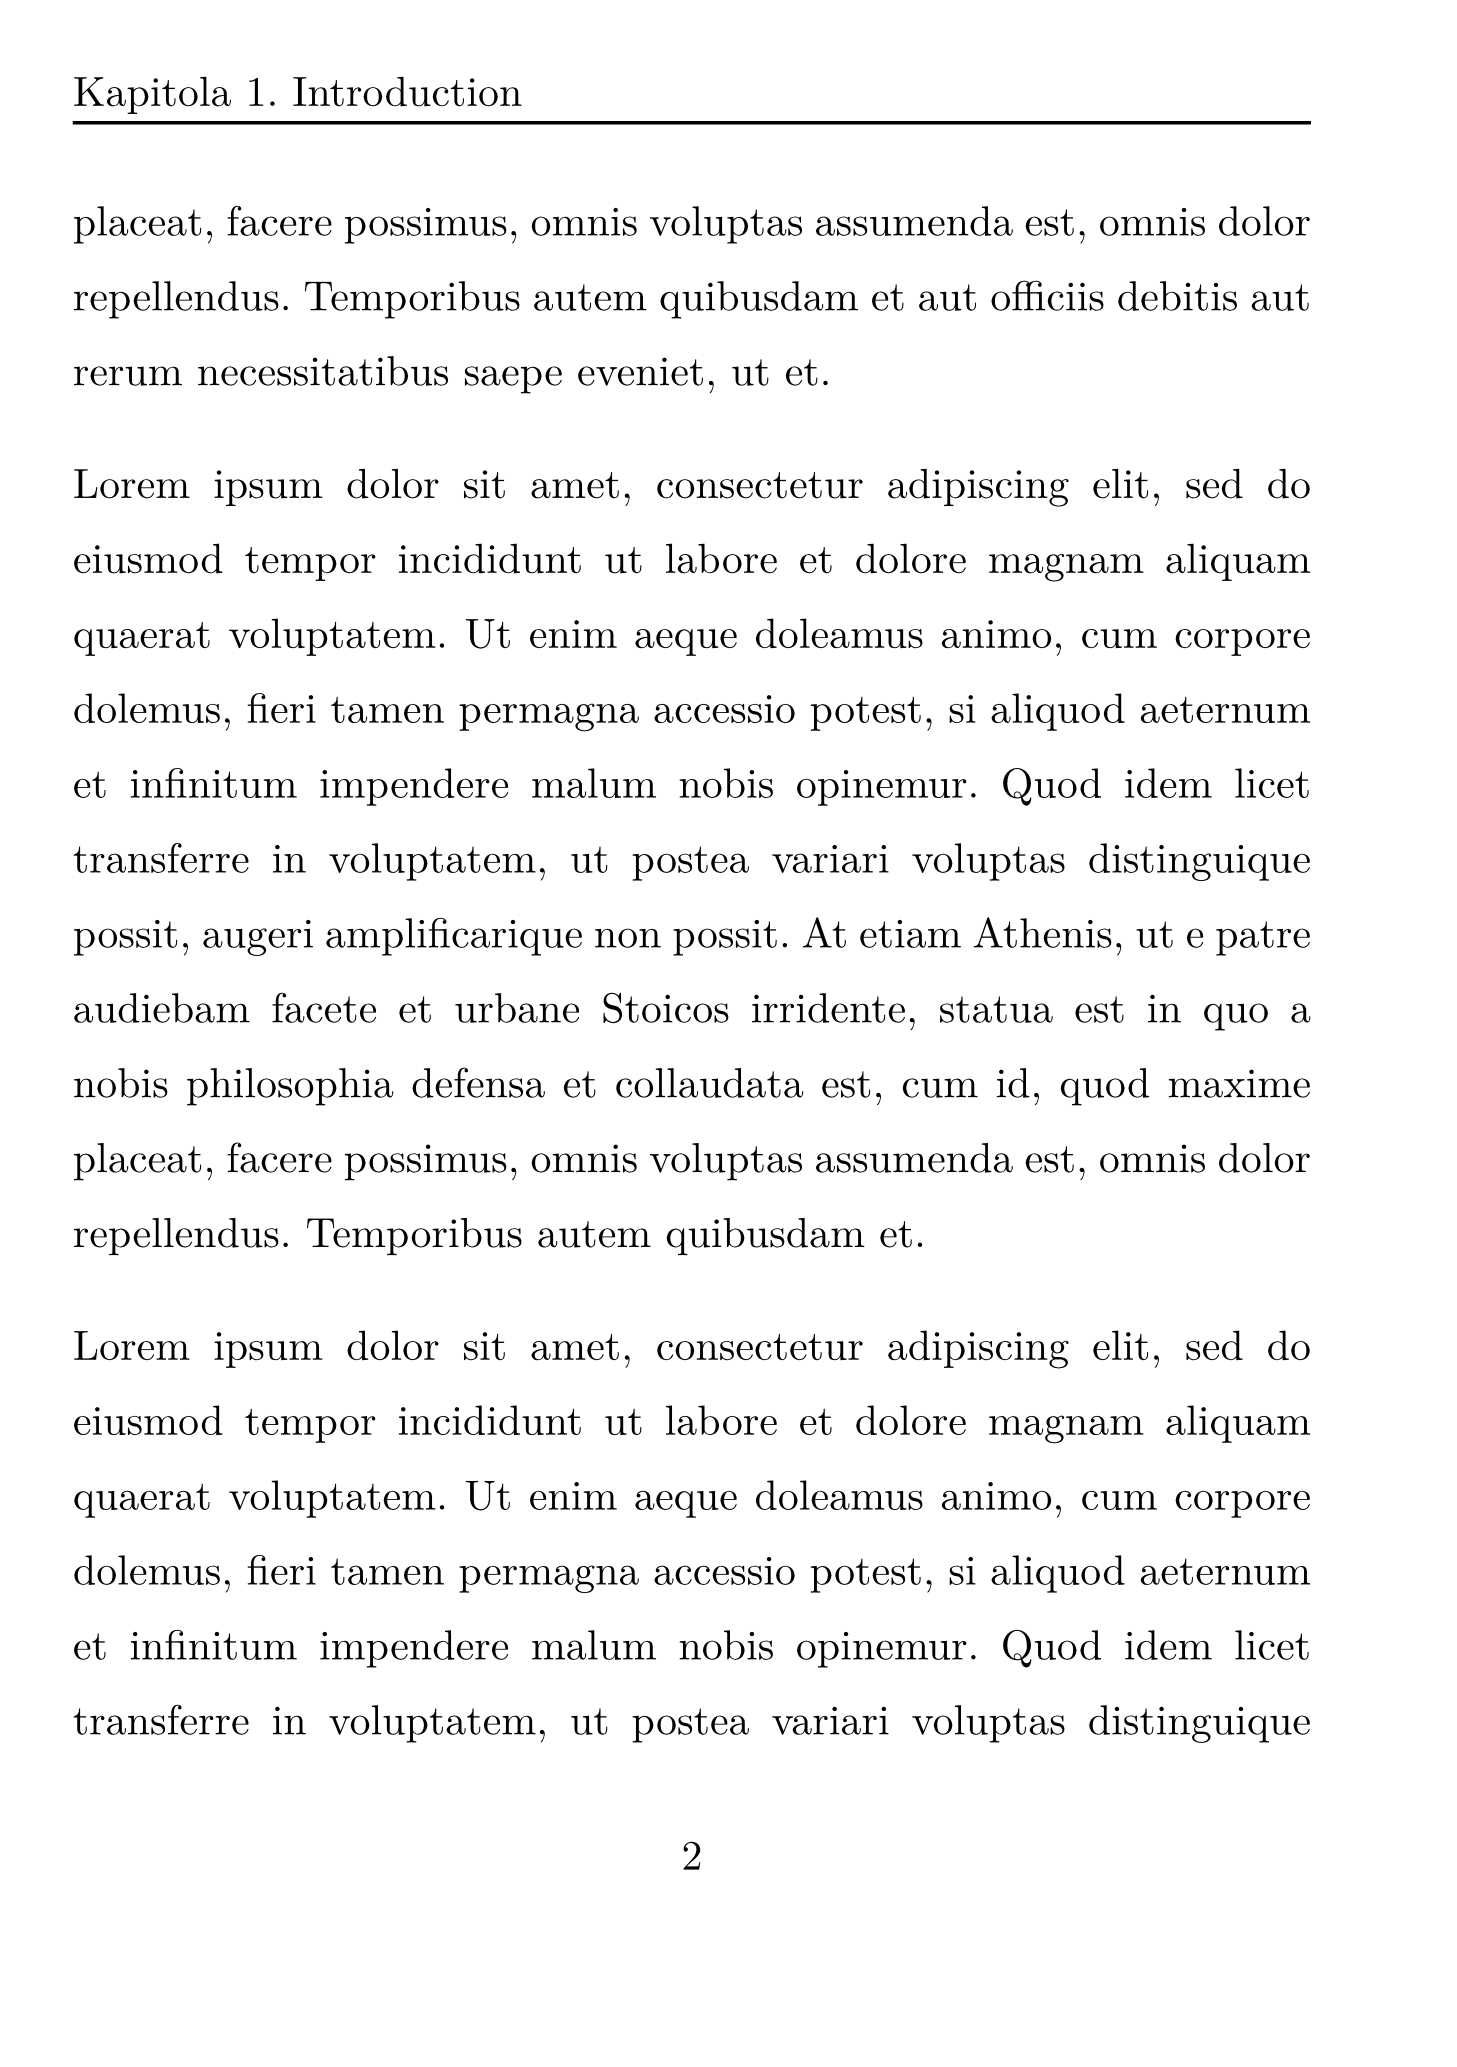 Kapitola 1. Introduction
placeat, facere possimus, omnis voluptas assumenda est, omnis dolor
repellendus. Temporibus autem quibusdam et aut officiis debitis aut
rerum necessitatibus saepe eveniet, ut et.
Lorem ipsum dolor sit amet, consectetur adipiscing elit, sed do
eiusmod tempor incididunt ut labore et dolore magnam aliquam
quaerat voluptatem. Ut enim aeque doleamus animo, cum corpore
dolemus, fieri tamen permagna accessio potest, si aliquod aeternum
et infinitum impendere malum nobis opinemur. Quod idem licet
transferre in voluptatem, ut postea variari voluptas distinguique
possit, augeri amplificarique non possit. At etiam Athenis, ut e patre
audiebam facete et urbane Stoicos irridente, statua est in quo a
nobis philosophia defensa et collaudata est, cum id, quod maxime
placeat, facere possimus, omnis voluptas assumenda est, omnis dolor
repellendus. Temporibus autem quibusdam et.
Lorem ipsum dolor sit amet, consectetur adipiscing elit, sed do
eiusmod tempor incididunt ut labore et dolore magnam aliquam
quaerat voluptatem. Ut enim aeque doleamus animo, cum corpore
dolemus, fieri tamen permagna accessio potest, si aliquod aeternum
et infinitum impendere malum nobis opinemur. Quod idem licet
transferre in voluptatem, ut postea variari voluptas distinguique
2